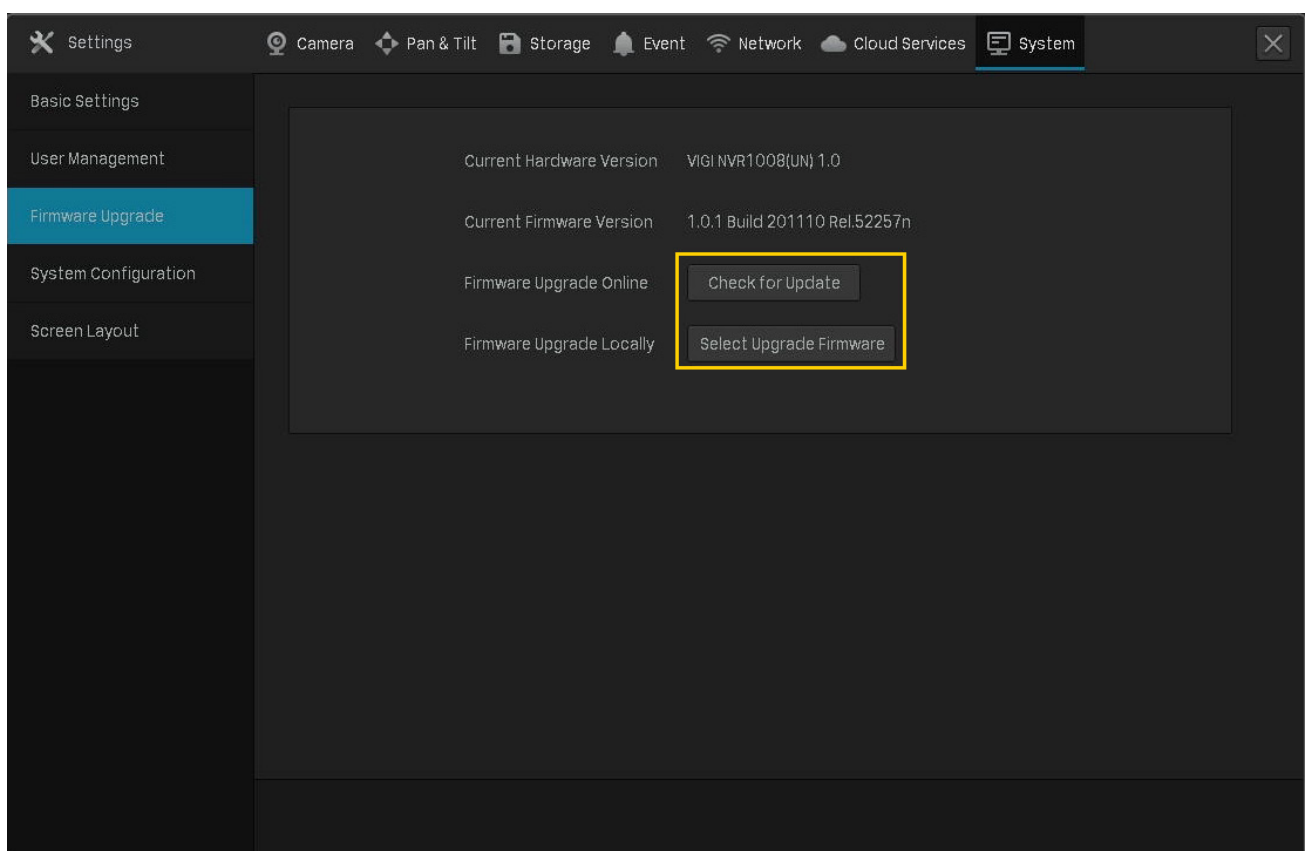 Settings Camera Pan & Tilt Storage Event Network Cloud Services System
Basic Settings
User Management
Firmware Upgrade
System Configuration
Screen Layout
Current Hardware Version VIGI NVR1008(UN) 1.0
Current Firmware Version 1.0.1 Build 201110 Rel.52257n
Firmware Upgrade Online Check for Update
Firmware Upgrade Locally Select Upgrade Firmware